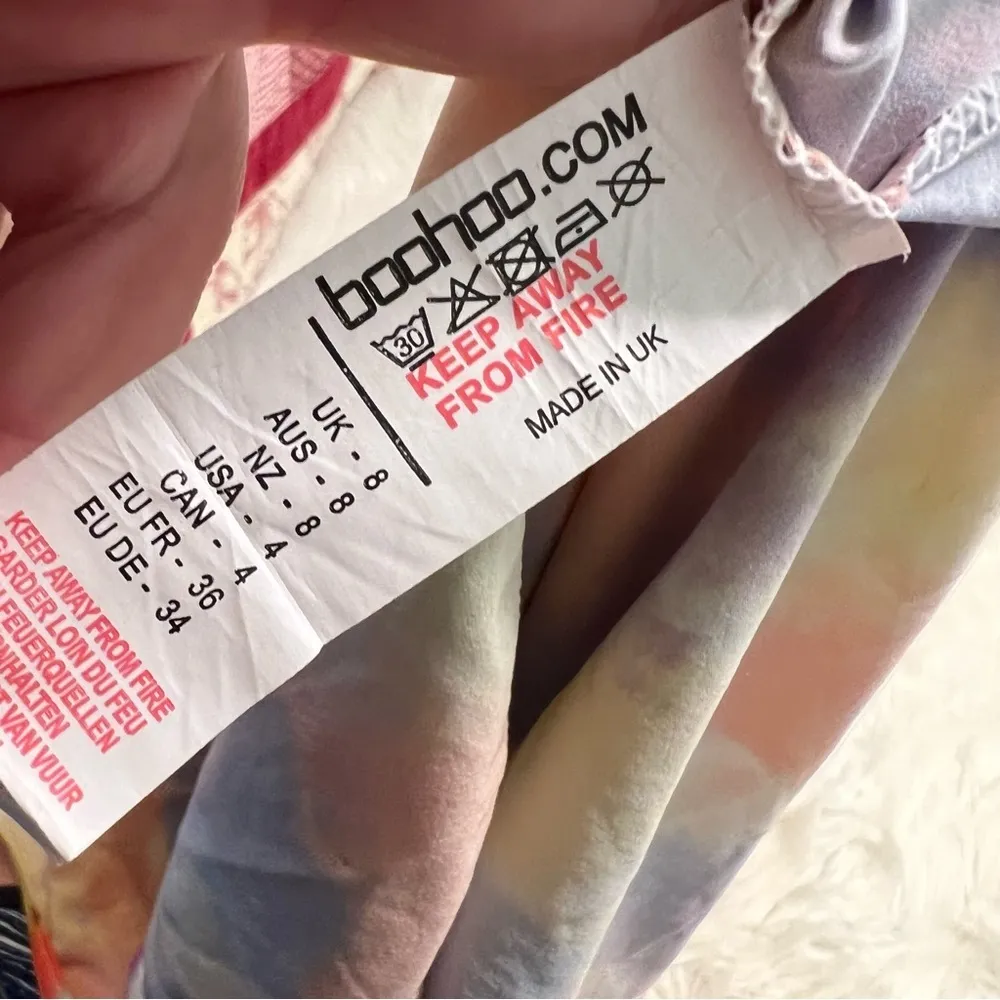 boohoo.COM
30
KEEP AWAY
FROM FIRE
MADE IN UK
UK - 8
AUS - 8
NZ - 8
USA - 4
CAN - 4
EU FR - 36
EU DE - 34
KEEP AWAY FROM FIRE
GARDER LOIN DU FEU
FEUERQUELLEN
VAN VUUR